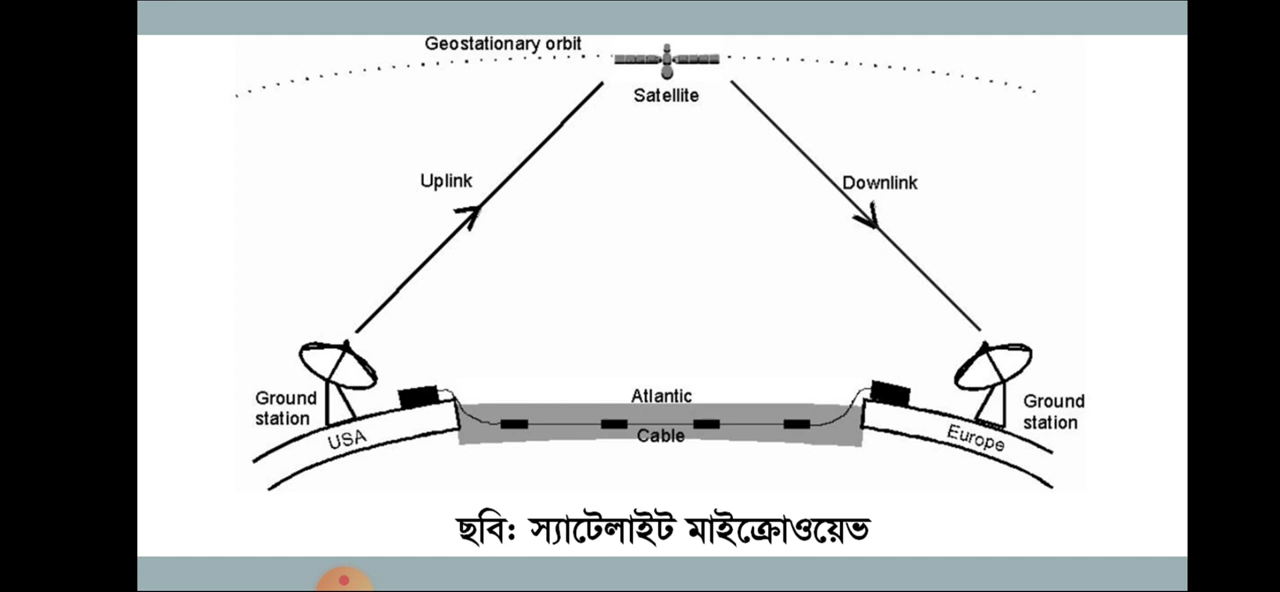 Geostationary orbit
Satellite
Uplink
Downlink
Ground
station
USA
Atlantic
Cable
Europe
Ground
station
ছবি: স্যাটেলাইট মাইক্রোওয়েভ